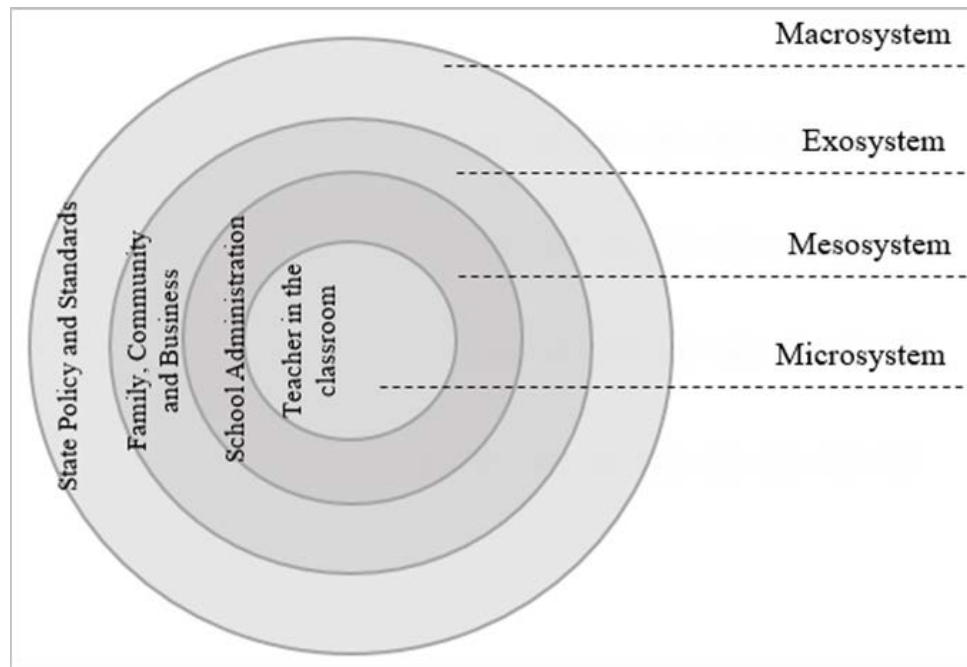 Macrosystem
Exosystem
Mesosystem
Microsystem
State Policy and Standards
Family, Community
and Business
School Administration
Teacher in the
classroom